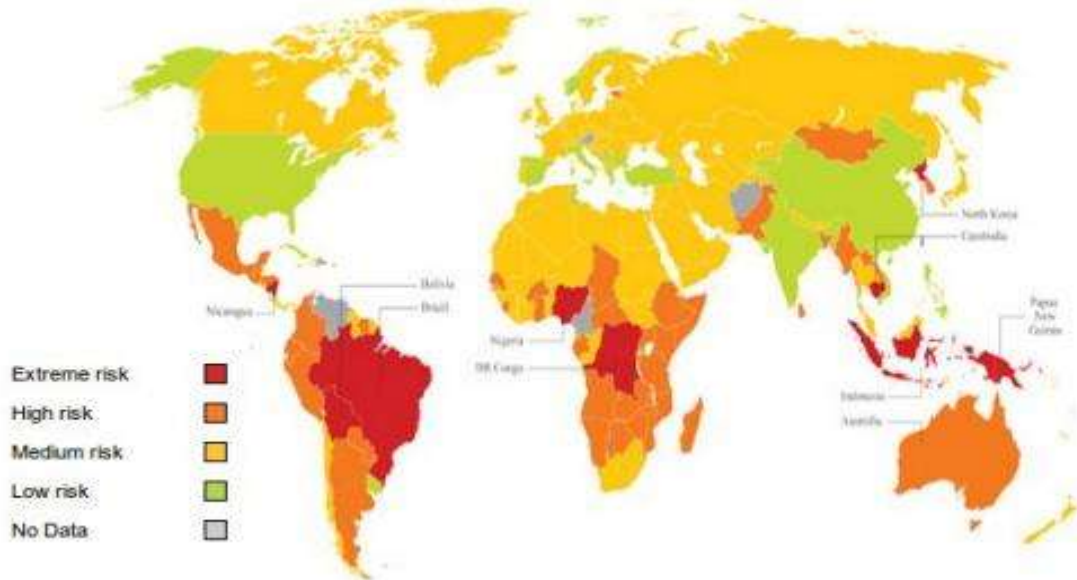 North Korea
Cambodia
Bolivia
Brazil
Nicaragua
Papua
New
Guinea
Nigeria
DR Congo
Indonesia
Australia
Extreme risk
High risk
Medium risk
Low risk
No Data